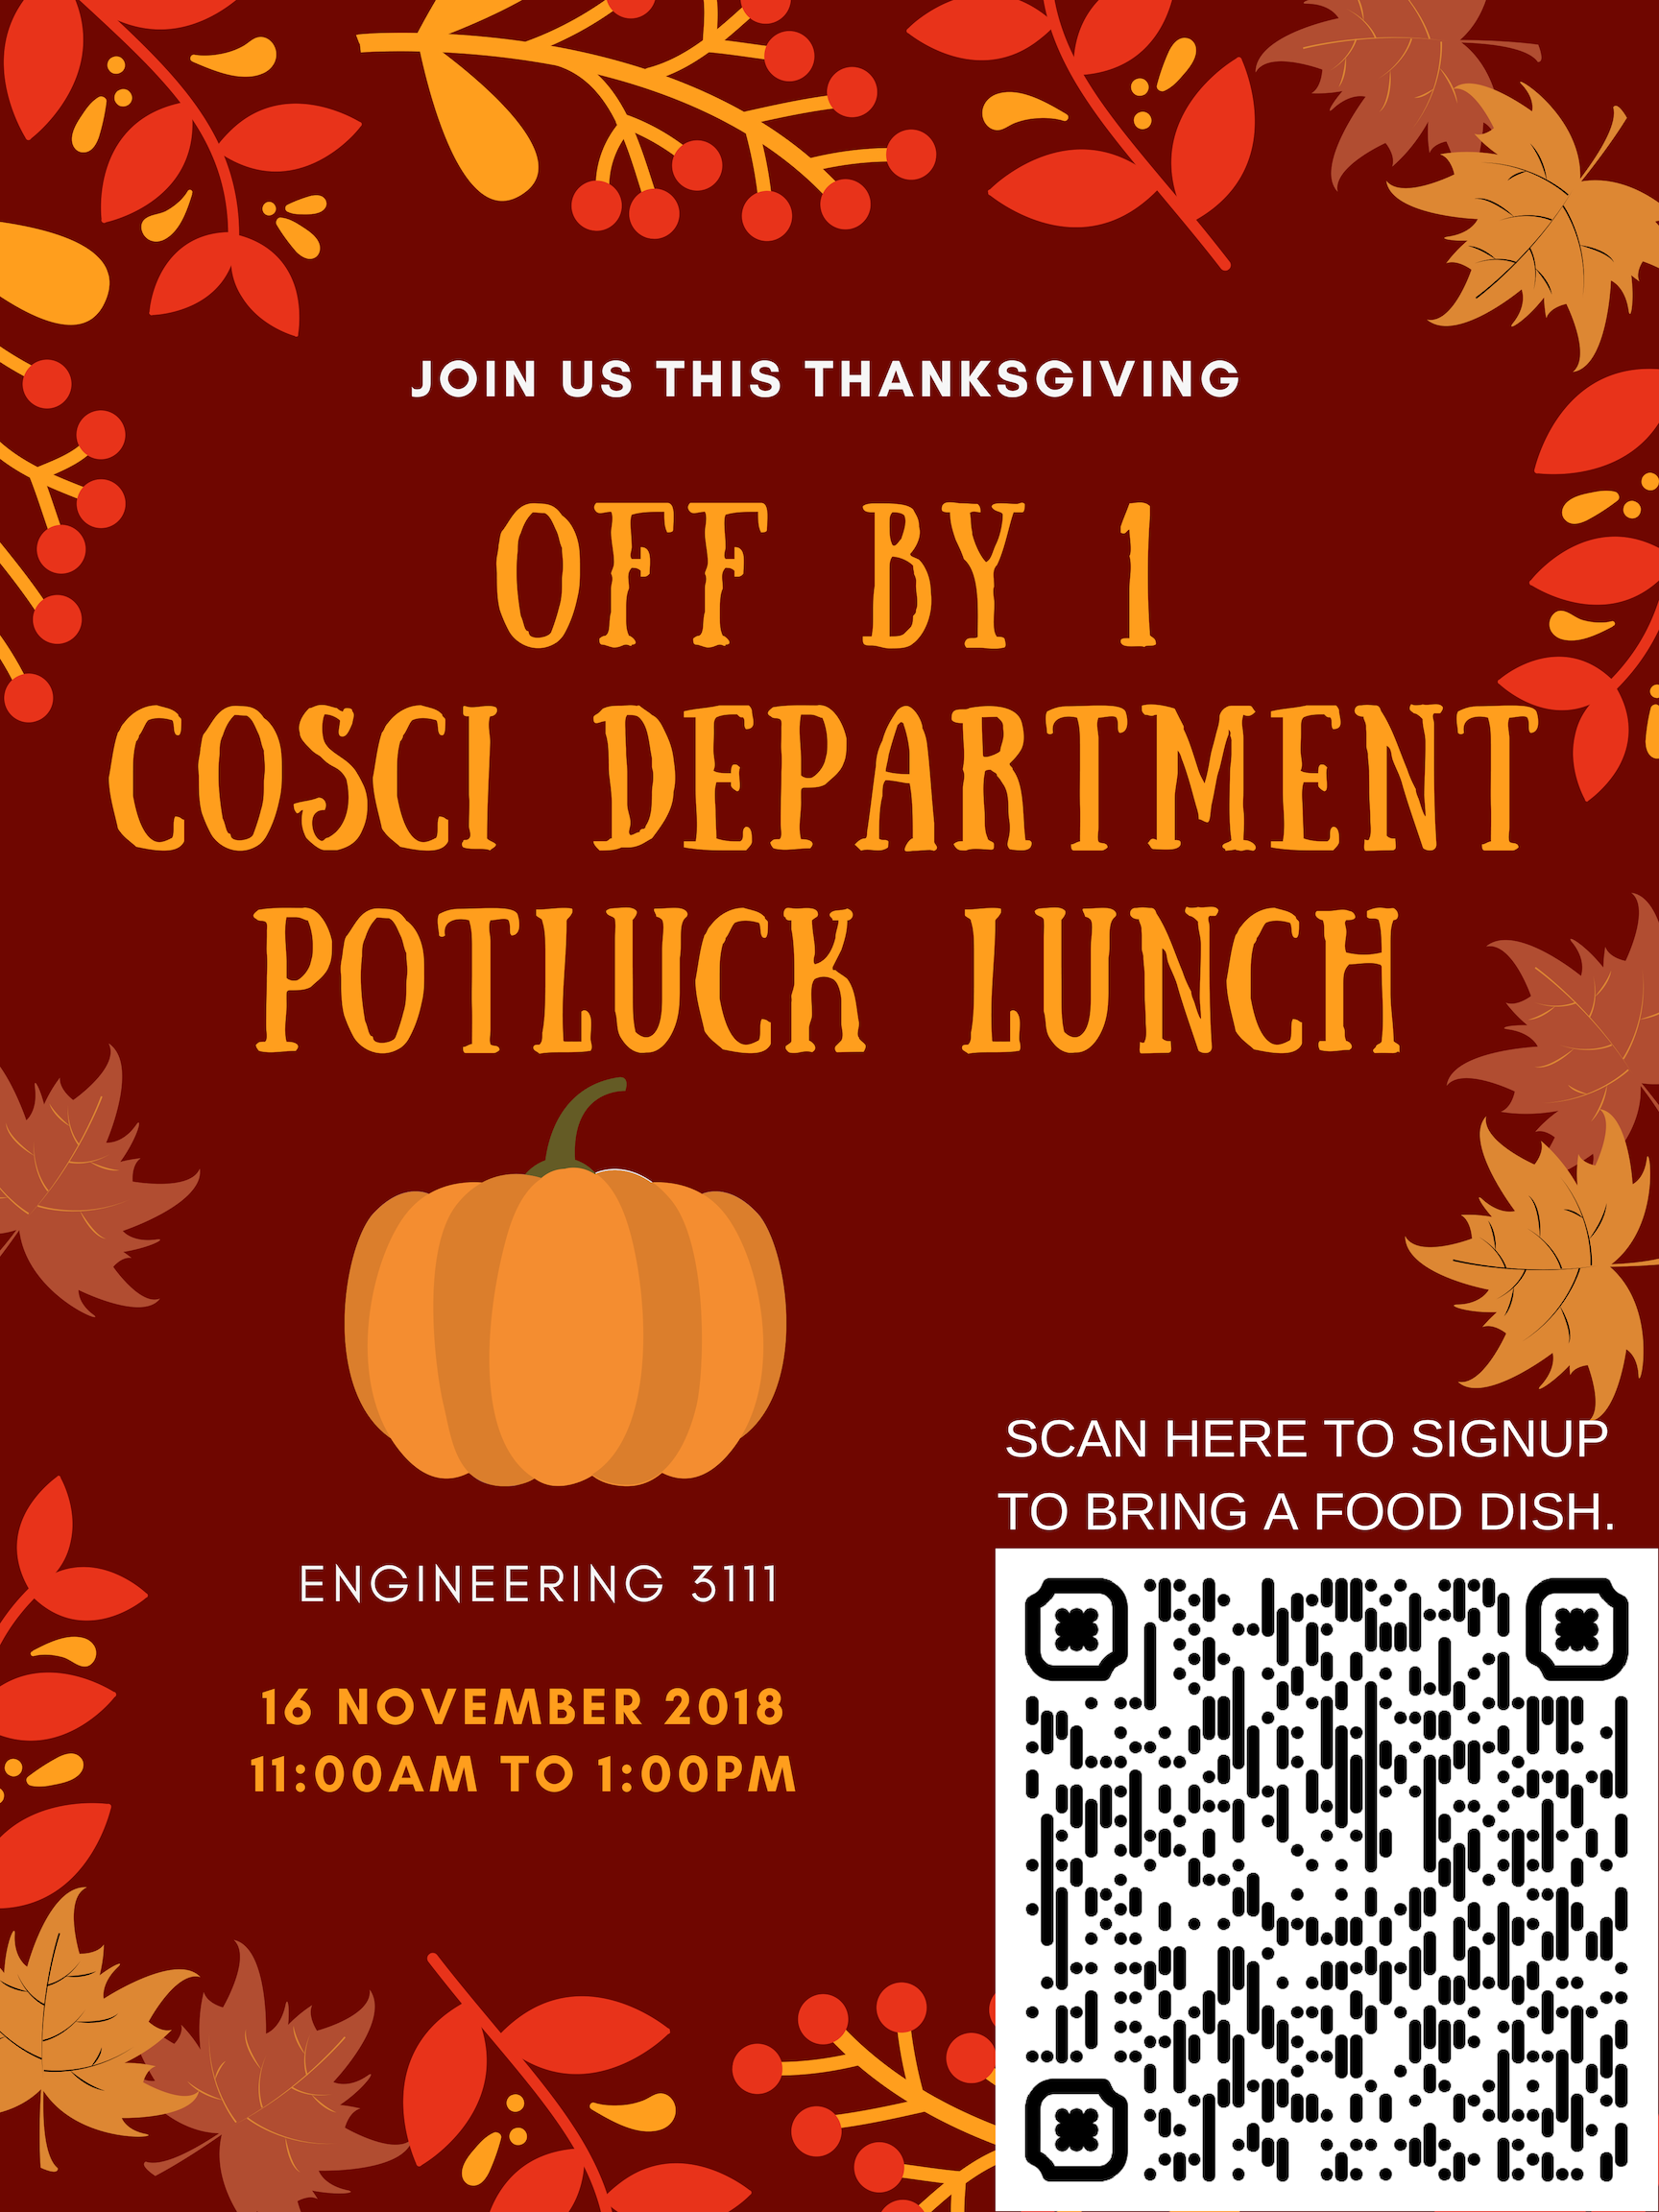 JOIN US THIS THANKSGIVING
OFF BY 1
COSCI DEPARTMENT
POTLUCK LUNCH
SCAN HERE TO SIGNUP
TO BRING A FOOD DISH.
ENGINEERING 3111
16 NOVEMBER 2018
11:00AM TO 1:00PM